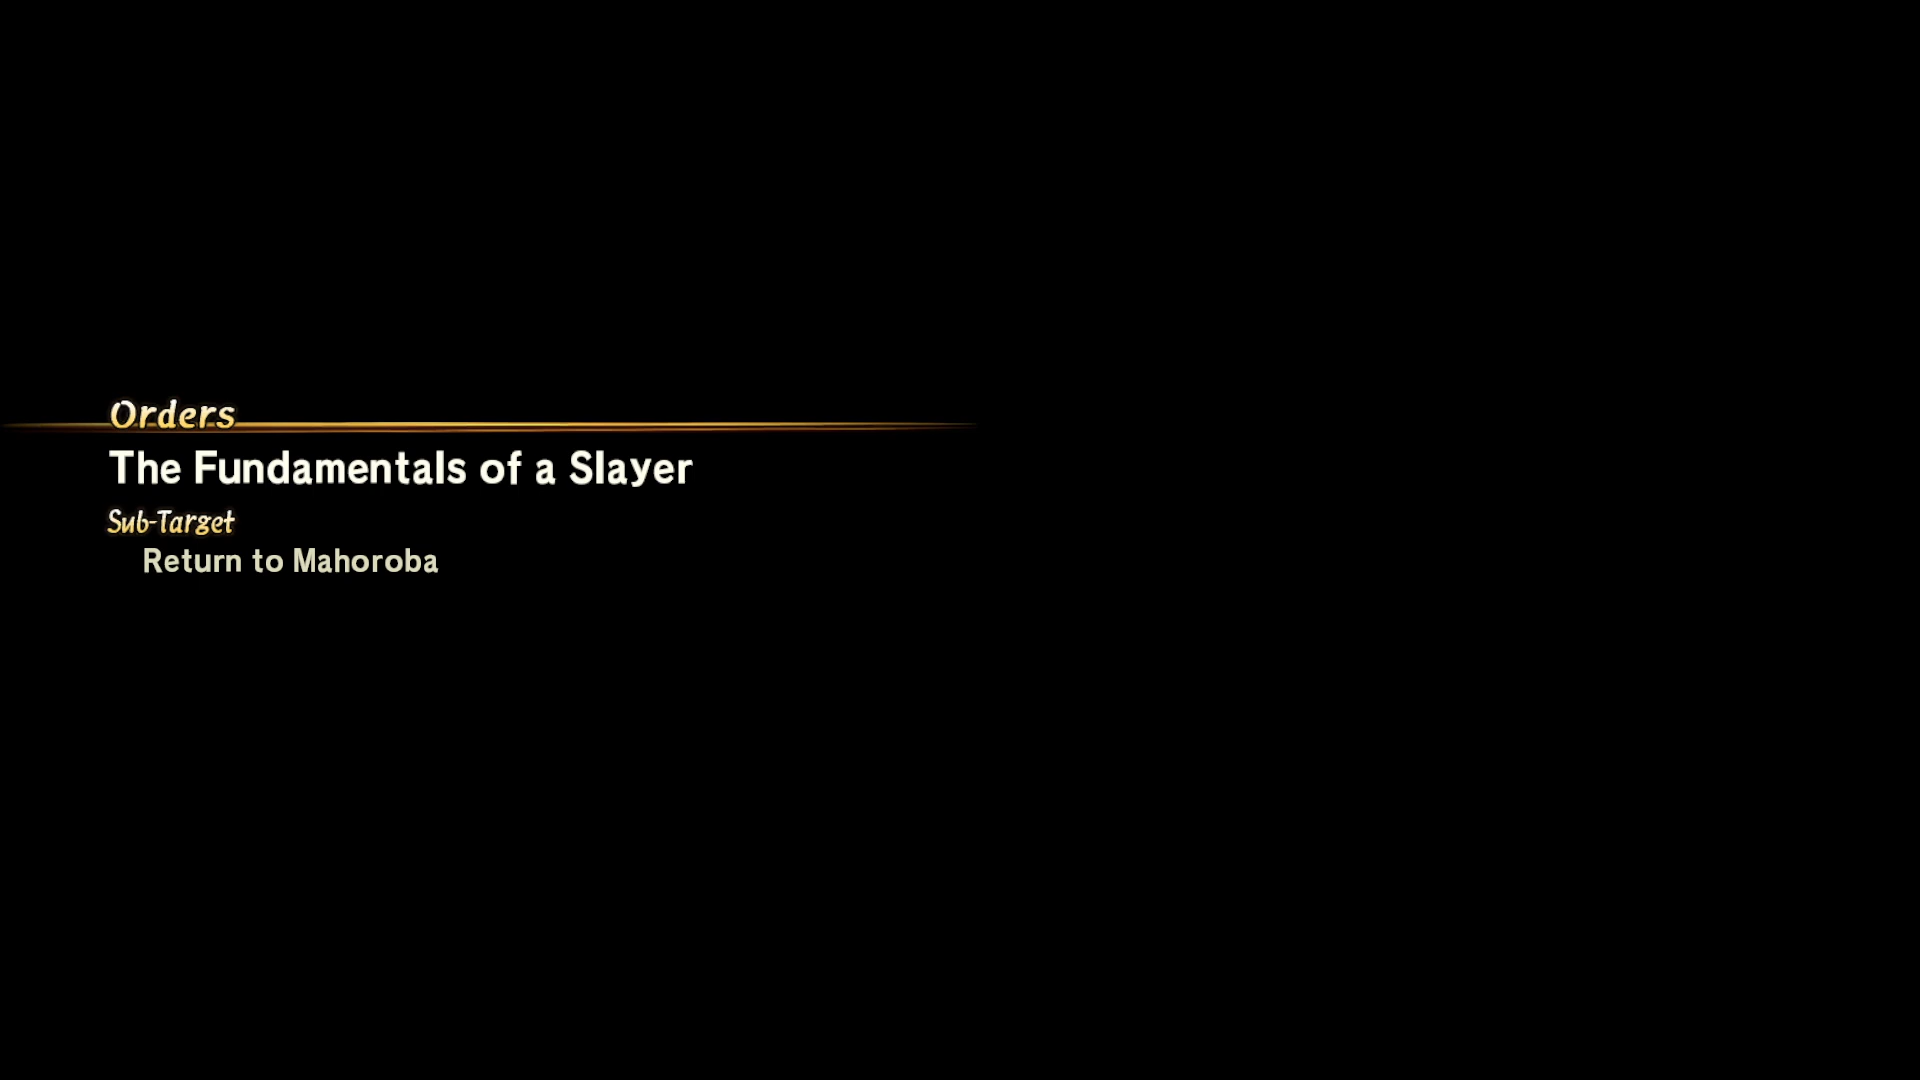 Orders
The Fundamentals of a Slayer
Sub-Target
Return to Mahoroba